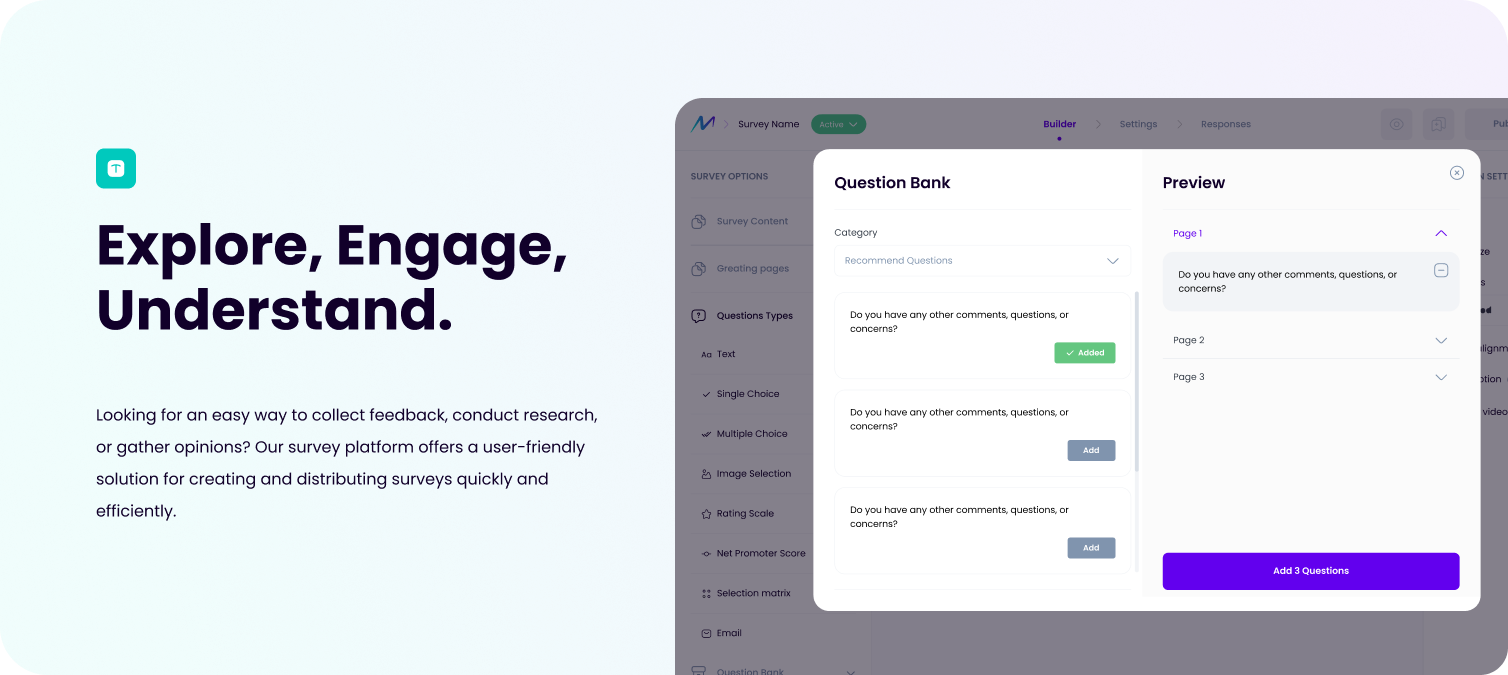 Explore, Engage,
Understand.
Looking for an easy way to collect feedback, conduct research,
or gather opinions? Our survey platform offers a user-friendly
solution for creating and distributing surveys quickly and
efficiently.
Survey Name
Active
Builder
Settings
Responses
SURVEY OPTIONS
Survey Content
Greating pages
Questions Types
Aa Text
Single Choice
Multiple Choice
Image Selection
Rating Scale
Net Promoter Score
Selection matrix
Email
Question Bank
Question Bank
Category
Recommend Questions
Do you have any other comments, questions, or
concerns?
Added
Do you have any other comments, questions, or
concerns?
Add
Do you have any other comments, questions, or
concerns?
Add
Preview
Page 1
Do you have any other comments, questions, or
concerns?
Page 2
Page 3
Add 3 Questions
video